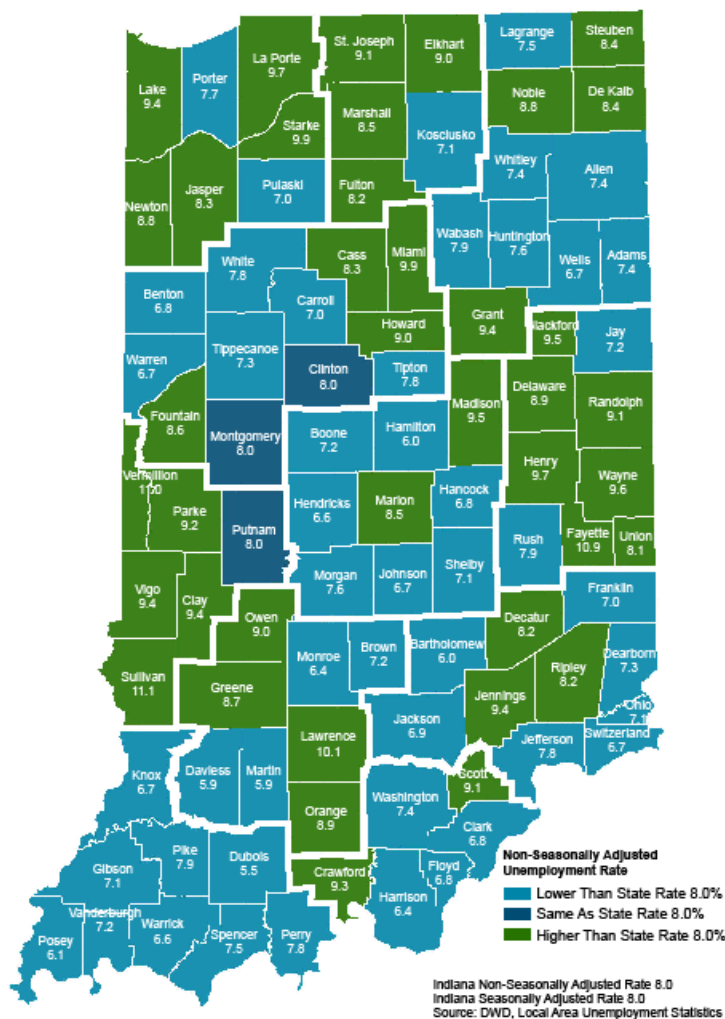 Lagrange
7.5
Steuben
8.4
St. Joseph
9.1
Elkhart
9.0
La Porte
9.7
Porter
7.7
Lake
9.4
Noble
8.8
De Kalb
8.4
Marshall
8.5
Starke
9.9
Kosciusko
7.1
Whitley
7.4
Allen
7.4
Pulaski
7.0
Fulton
8.2
Jasper
8.3
Newton
8.8
Wabash
7.9
Huntington
7.6
Wells
6.7
Adams
7.4
White
7.8
Cass
8.3
Miami
9.9
Carroll
7.0
Benton
6.8
Grant
9.4
Howard
9.0
Blackford
9.5
Jay
7.2
Warren
6.7
Tippecanoe
7.3
Clinton
8.0
Tipton
7.8
Delaware
8.9
Randolph
9.1
Madison
9.5
Fountain
8.6
Montgomery
8.0
Boone
7.2
Hamilton
6.0
Henry
9.7
Wayne
9.6
Vermillion
Parke
9.2
Hendricks
6.6
Marion
8.5
Hancock
6.8
Putnam
8.0
Rush
7.9
Fayette
10.9
Union
8.1
Morgan
7.6
Johnson
6.7
Shelby
7.1
Vigo
9.4
Clay
9.4
Franklin
7.0
Owen
9.0
Decatur
8.2
Monroe
6.4
Brown
7.2
Bartholomew
6.0
Dearborn
7.3
Ripley
8.2
Sullivan
11.1
Greene
8.7
Jennings
9.4
Ohio
7.1
Jackson
6.9
Lawrence
10.1
Jefferson
7.8
Switzerland
6.7
Knox
6.7
Daviess
5.9
Martin
5.9
Scott
9.1
Washington
7.4
Orange
8.9
Clark
6.8
Pike
7.9
Dubois
5.5
Gibson
7.1
Crawford
9.3
Floyd
6.8
Harrison
6.4
Vanderburgh
7.2
Warrick
6.6
Spencer
7.5
Perry
7.8
Posey
6.1
Non-Seasonally Adjusted
Unemployment Rate
Lower Than State Rate 8.0%
Same As State Rate 8.0%
Higher Than State Rate 8.0%
Indiana Non-Seasonally Adjusted Rate 8.0
Indiana Seasonally Adjusted Rate 8.0
Source: DWD, Local Area Unemployment Statistics